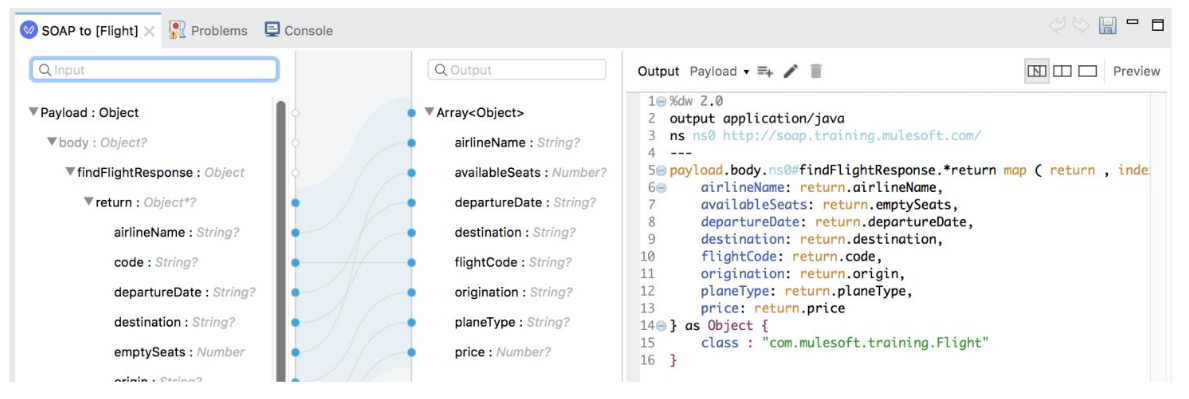 SOAP to [Flight]
Problems
Console
Input
Output
Output Payload
Preview
Payload : Object
body : Object?
findFlightResponse : Object
return : Object*?
airlineName : String?
code : String?
departureDate : String?
destination : String?
emptySeats : Number
origin : String?
Array<Object>
airlineName : String?
availableSeats : Number?
departureDate : String?
destination : String?
flightCode : String?
origination : String?
planeType : String?
price : Number?
1 %dw 2.0
2 output application/java
3 ns ns0 http://soap.training.mulesoft.com/
4 ---
5 payload.body.ns0#findFlightResponse.*return map ( return , inde
6 airlineName: return.airlineName,
7 availableSeats: return.emptySeats,
8 departureDate: return.departureDate,
9 destination: return.destination,
10 flightCode: return.code,
11 origination: return.origin,
12 planeType: return.planeType,
13 price: return.price
14 } as Object {
15 class : "com.mulesoft.training.Flight"
16 }